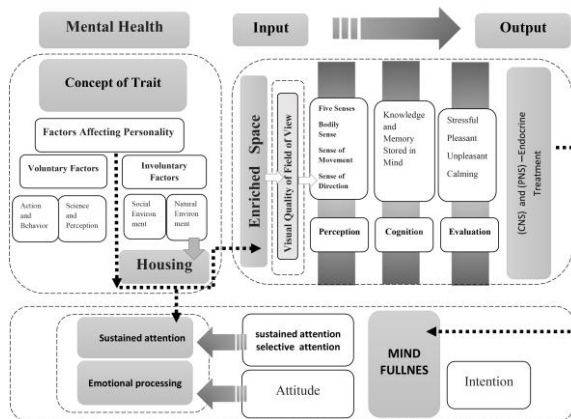 Mental Health
Input
Output
Concept of Trait
Factors Affecting Personality
Voluntary Factors
Involuntary
Factors
Action
and
Behavior
Science and
Perception
Social
Environ
ment
Natural
Environ
ment
Housing
Enriched Space
Visual Quality of Field of View
Five Senses
Bodily
Sense
Sense of
Movement
Sense of
Direction
Knowledge
and
Memory
Stored in
Mind
Stressful
Pleasant
Unpleasant
Calming
Perception
Cognition
Evaluation
(CNS) and (PNS) –Endocrine
Treatment
Sustained attention
Emotional processing
sustained attention
selective attention
Attitude
MIND
FULLNES
Intention